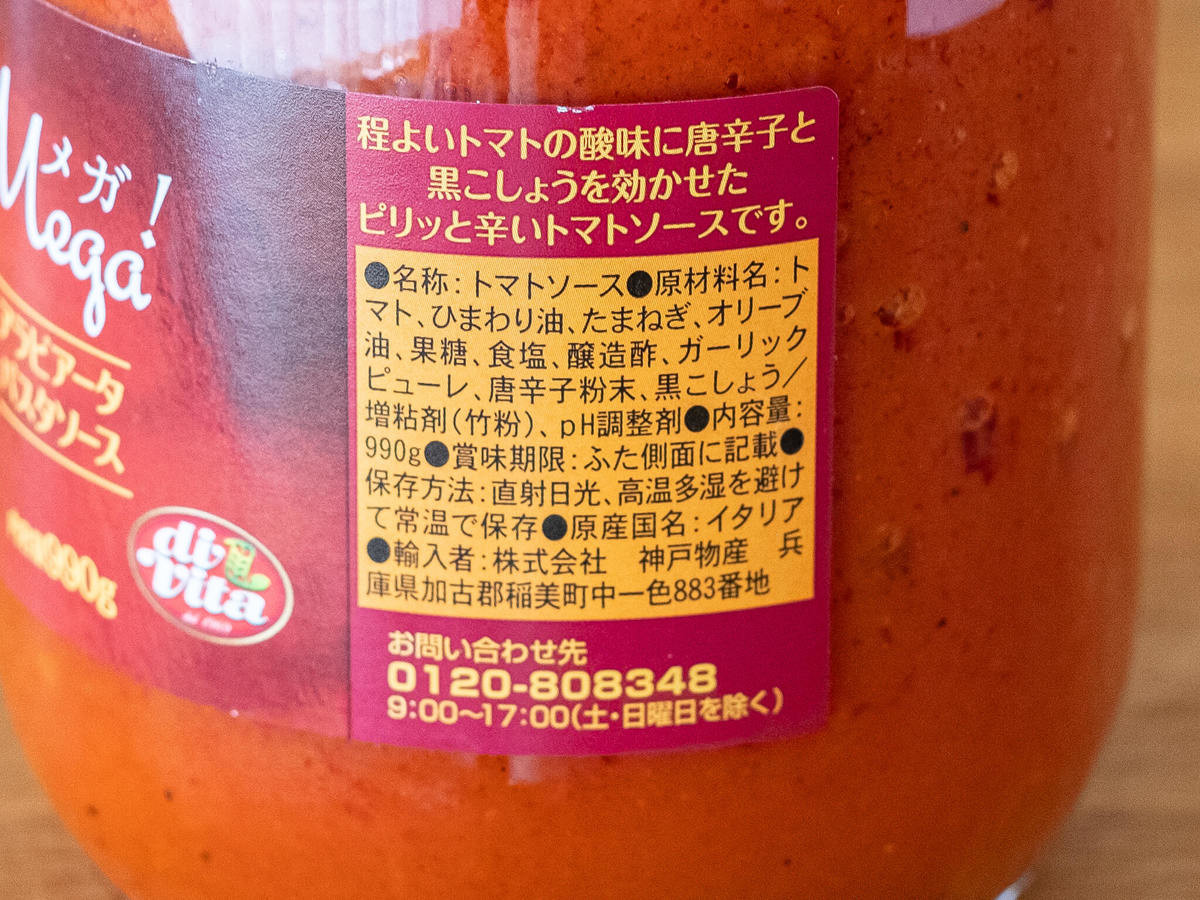 メガ!
Mega
アラビアータ
パスタソース
990g
di
Vita
程よいトマトの酸味に唐辛子と
黒こしょうを効かせた
ピリッと辛いトマトソースです。
●名称:トマトソース●原材料名:ト
マト、ひまわり油、たまねぎ、オリーブ
油、果糖、食塩、醸造酢、ガーリック
ピューレ、唐辛子粉末、黒こしょう/
増粘剤(竹粉)、pH調整剤●内容量:
990g●賞味期限:ふた側面に記載●
保存方法:直射日光、高温多湿を避け
て常温で保存●原産国名:イタリア
●輸入者:株式会社　神戸物産　兵
庫県加古郡稲美町中一色883番地
お問い合わせ先
0120-808348
9:00〜17:00(土・日曜日を除く)